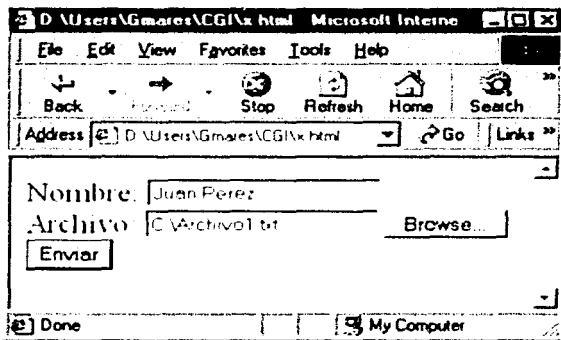 D:\Users\Gmares\CGI\x.html - Microsoft Interne
File Edit View Favorites Tools Help
Back Forward Stop Refresh Home Search »
Address D:\Users\Gmares\CGI\x.html Go Links »
Nombre: Juan Perez
Archivo: C:\Archivo1.txt Browse...
Enviar
Done My Computer